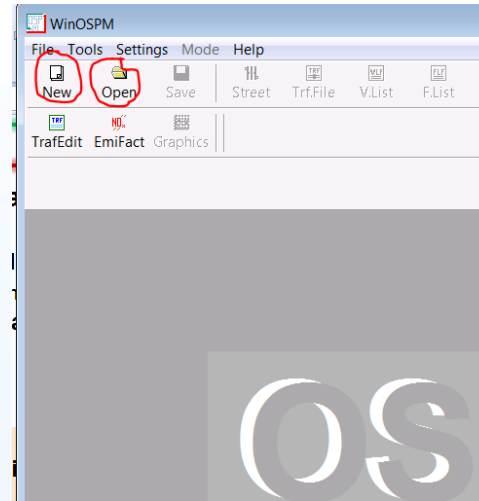 WinOSPM
File Tools Settings Mode Help
New Open Save Street Trf.File V.List F.List
TrafEdit EmiFact Graphics
OS